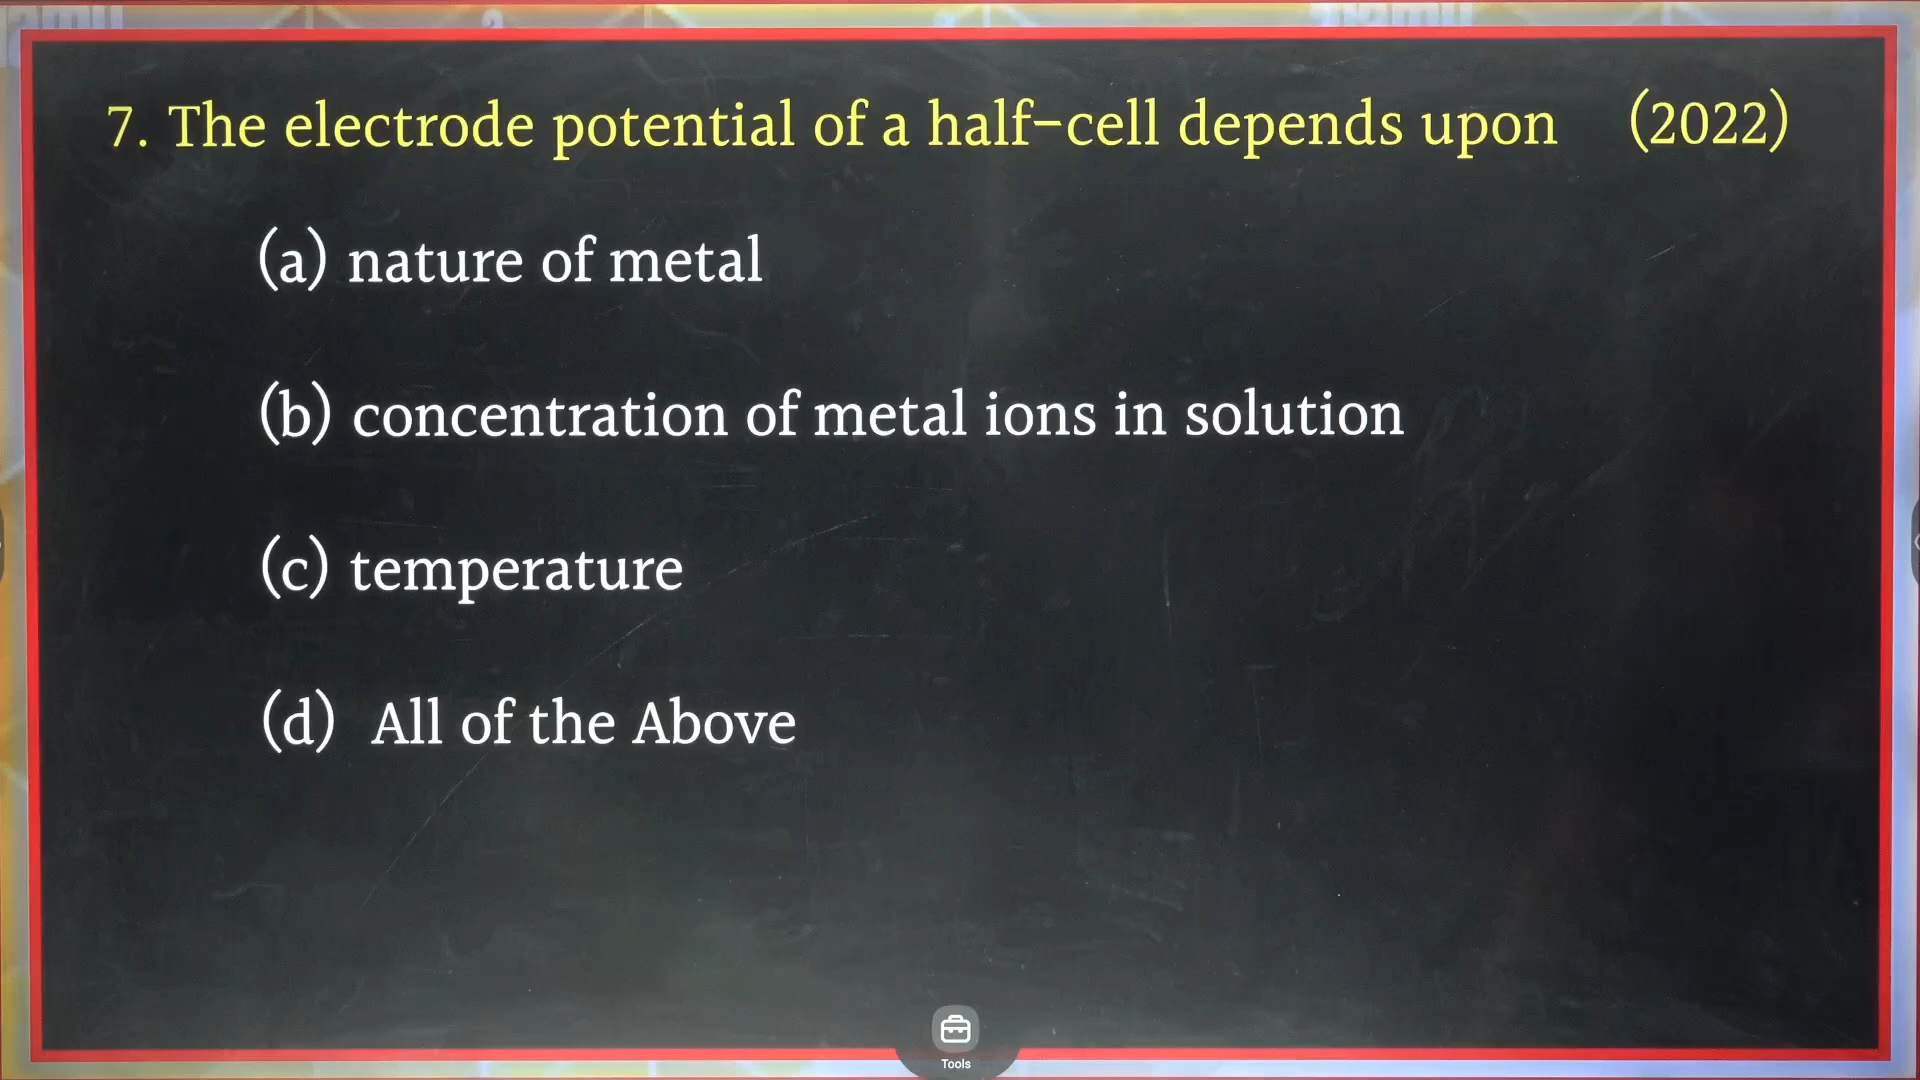 7. The electrode potential of a half-cell depends upon (2022)
(a) nature of metal
(b) concentration of metal ions in solution
(c) temperature
(d) All of the Above
Tools